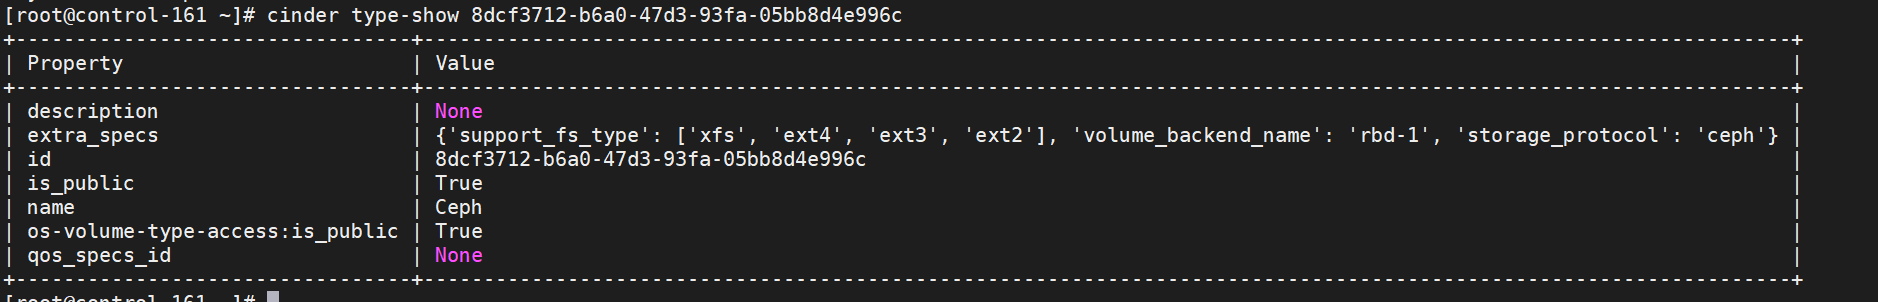 [root@control-161 ~]# cinder type-show 8dcf3712-b6a0-47d3-93fa-05bb8d4e996c
+---------------------------------+------------------------------------------------------------------------------------------------------------------+
| Property                        | Value                                                                                                            |
+---------------------------------+------------------------------------------------------------------------------------------------------------------+
| description                     | None                                                                                                             |
| extra_specs                     | {'support_fs_type': ['xfs', 'ext4', 'ext3', 'ext2'], 'volume_backend_name': 'rbd-1', 'storage_protocol': 'ceph'} |
| id                              | 8dcf3712-b6a0-47d3-93fa-05bb8d4e996c                                                                             |
| is_public                       | True                                                                                                             |
| name                            | Ceph                                                                                                             |
| os-volume-type-access:is_public | True                                                                                                             |
| qos_specs_id                    | None                                                                                                             |
+---------------------------------+------------------------------------------------------------------------------------------------------------------+
[root@control-161 ~]#